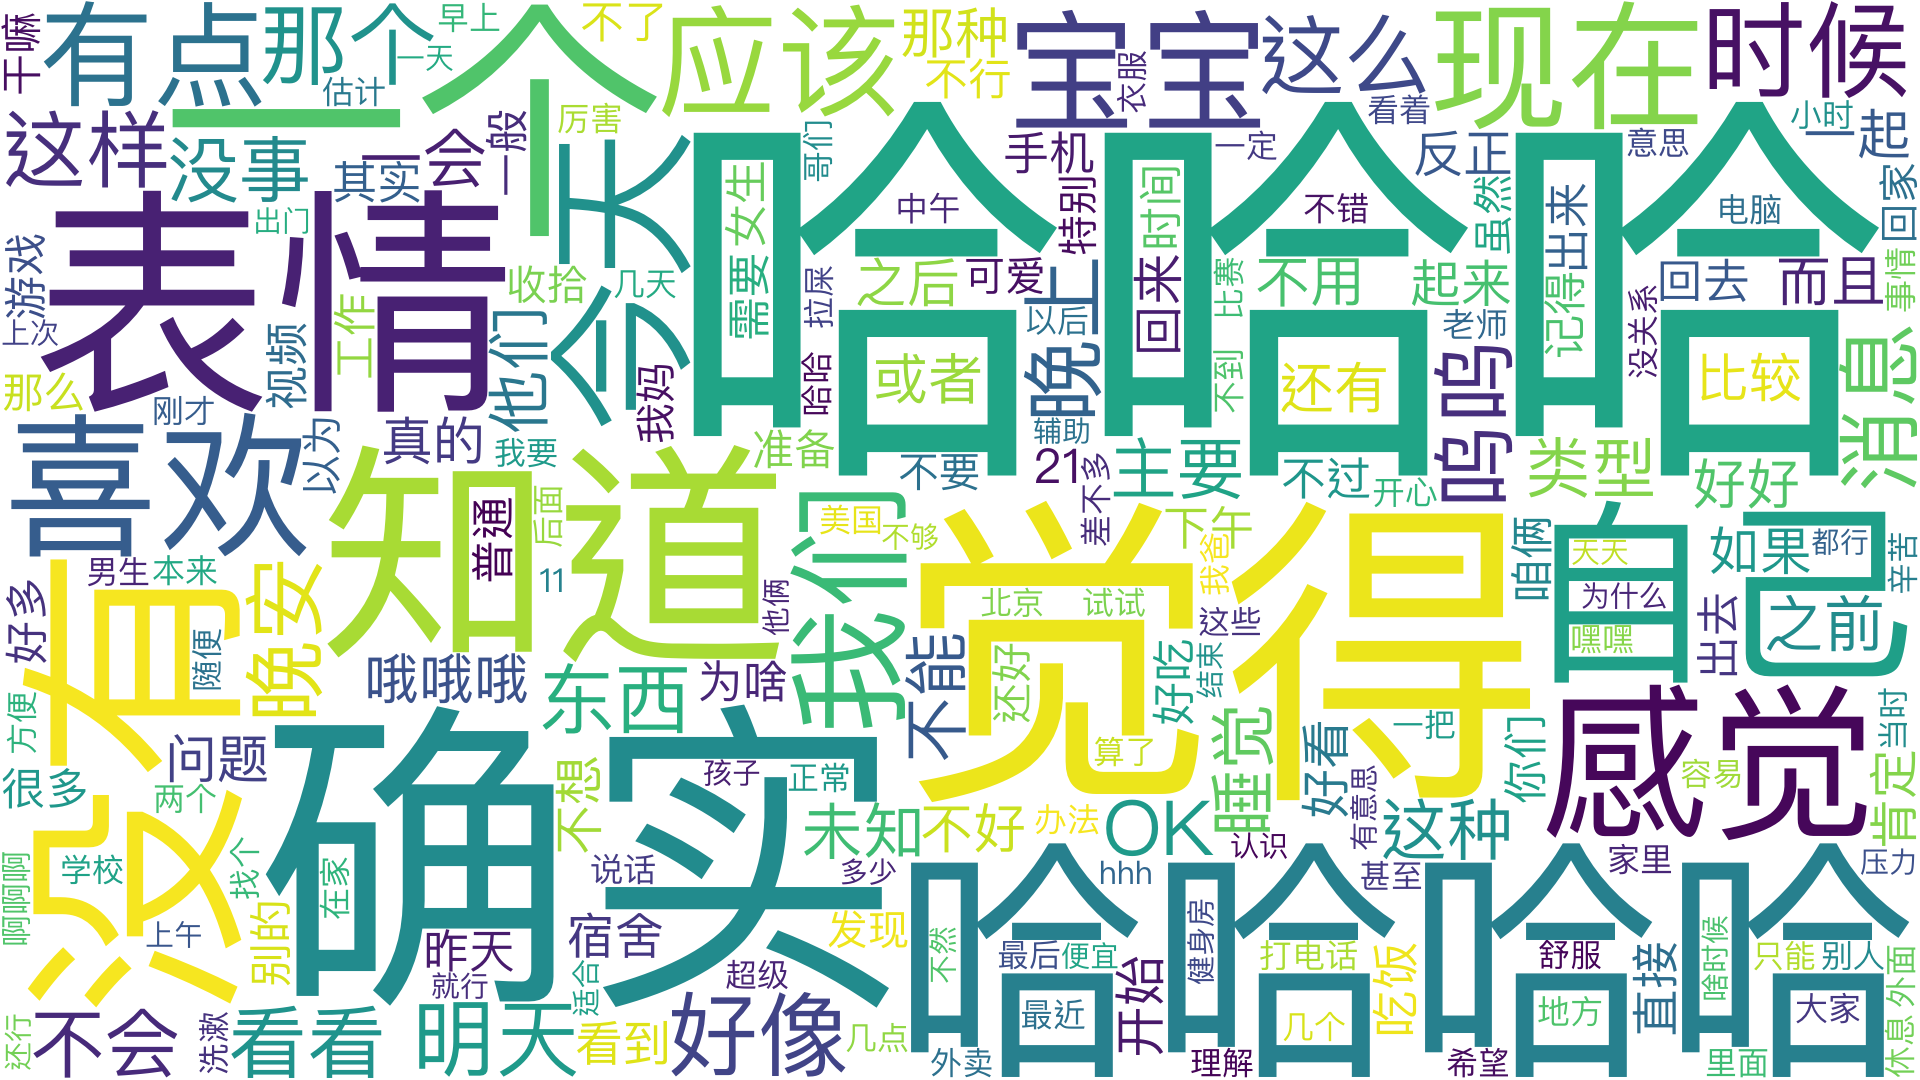 干嘛
有点
那个
早上
一天
估计
一个
不了
应该
那种
不行
宝宝
衣服
这么
看着
现在
时候
小时
一起
意思
反正
回家
这样
没事
其实
一会
一般
厉害
今天
哥们
手机
一定
哈哈哈
女生
需要
中午
特别
时间
回来
不错
虽然
出来
记得
电脑
表情
出门
游戏
上次
视频
工作
他们
收拾
几天
拉屎
之后
可爱
晚上
以后
比赛
不用
起来
老师
没关系
回去
而且
事情
消息
那么
刚才
喜欢
以为
真的
我要
我妈
哈哈
或者
不到
还有
呜呜
比较
准备
不要
辅助
21
差不多
主要
不过
开心
类型
好好
知道
普通
后面
11
我们
美国
不够
觉得
下午
我爸
自己
咱俩
天天
为什么
嘿嘿
如果
都行
辛苦
之前
出去
没有
男生
本来
好多
随便
晚安
方便
哦哦哦
东西
为啥
他俩
不能
北京
试试
还好
这些
好吃
结束
睡觉
算了
好看
一把
你们
感觉
当时
容易
肯定
很多
两个
问题
确实
孩子
正常
不想
未知
不好
办法
OK
认识
有意思
这种
家里
压力
啊啊啊
学校
找个
在家
上午
别的
说话
多少
hhh
甚至
哈哈哈哈
昨天
就行
宿舍
适合
超级
发现
不然
最后
便宜
健身房
打电话
吃饭
舒服
直接
啥时候
只能
别人
外面
还行
不会
洗漱
看看
明天
看到
好像
几点
外卖
最近
开始
理解
几个
地方
希望
里面
大家
休息